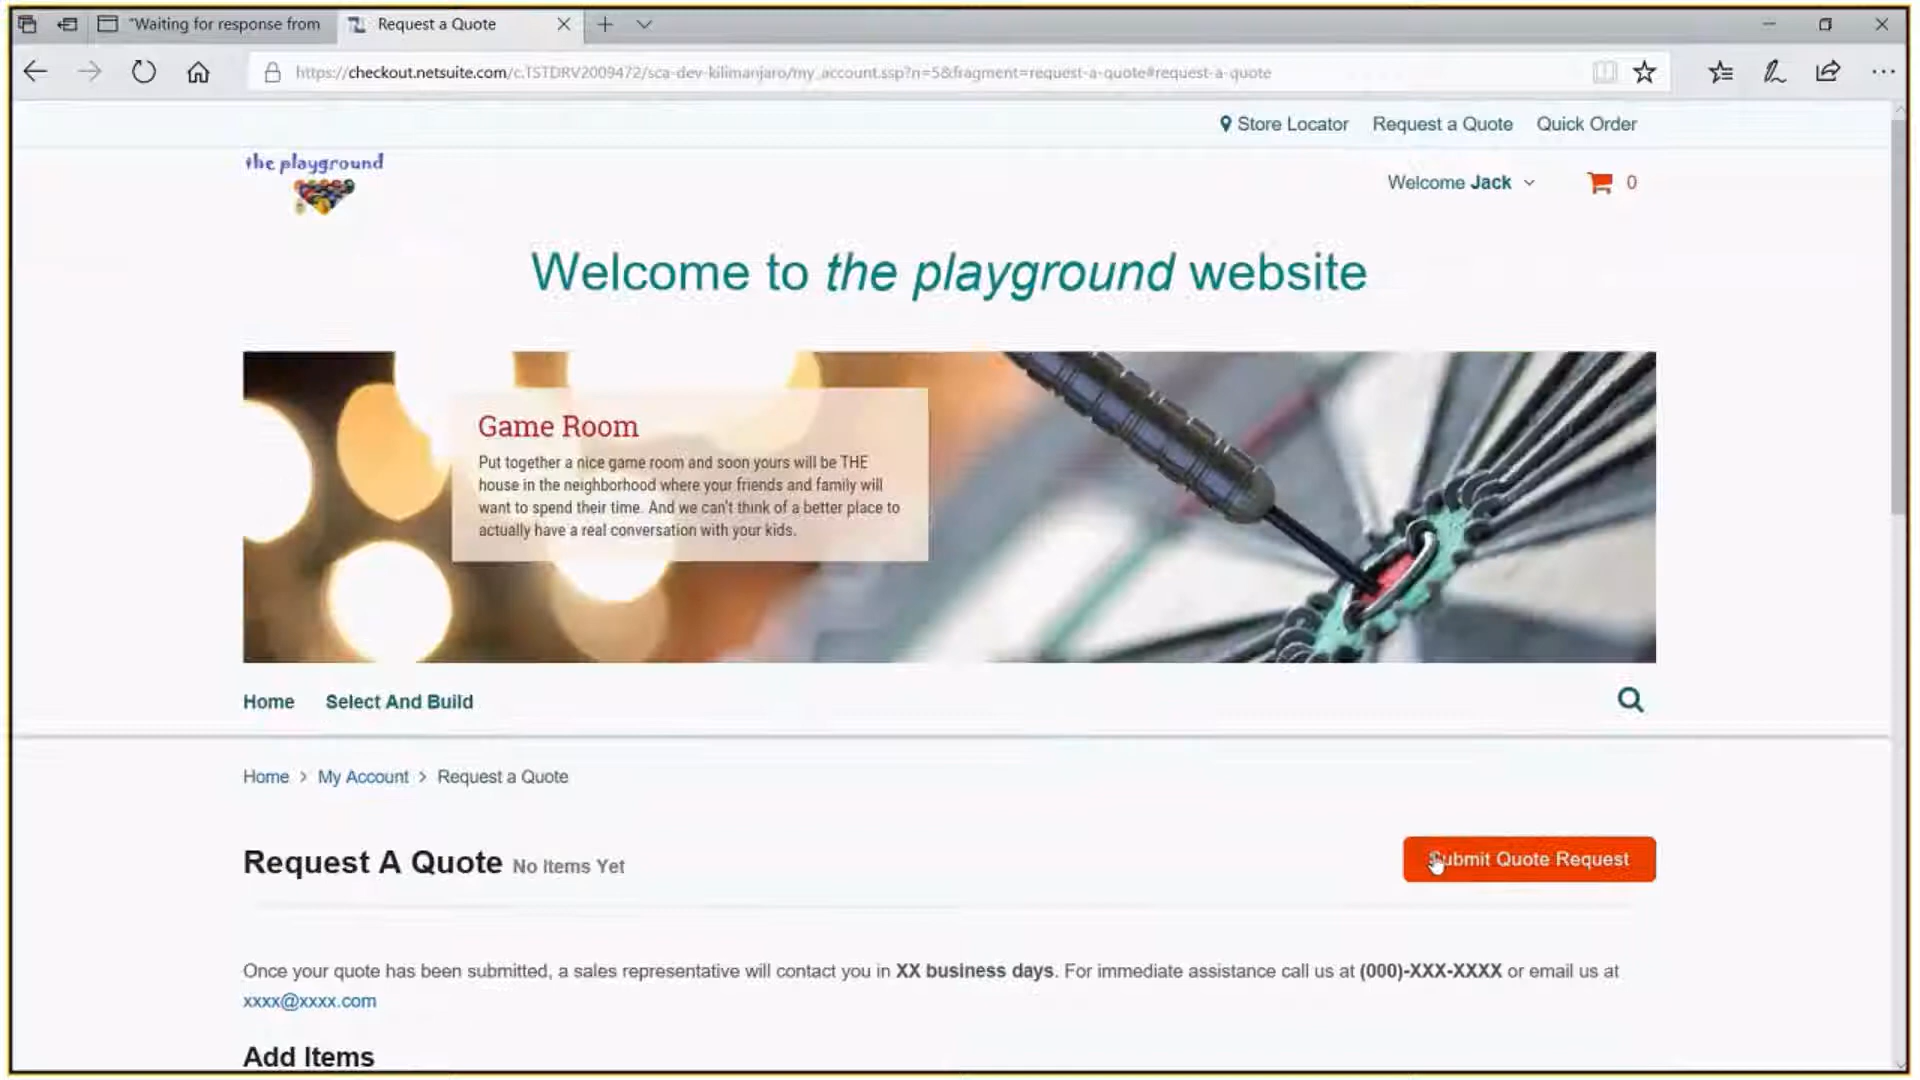 "Waiting for response from
Request a Quote
https://checkout.netsuite.com/c.TSTDRV2009472/sca-dev-kilimanjaro/my_account.ssp?n=5&fragment=request-a-quote#request-a-quote
Store Locator Request a Quote Quick Order
the playground
Welcome Jack 0
Welcome to the playground website
Game Room
Put together a nice game room and soon yours will be THE
house in the neighborhood where your friends and family will
want to spend their time. And we can't think of a better place to
actually have a real conversation with your kids.
Home Select And Build
Home > My Account > Request a Quote
Request A Quote No Items Yet
Submit Quote Request
Once your quote has been submitted, a sales representative will contact you in XX business days. For immediate assistance call us at (000)-XXX-XXXX or email us at
xxxx@xxxx.com
Add Items